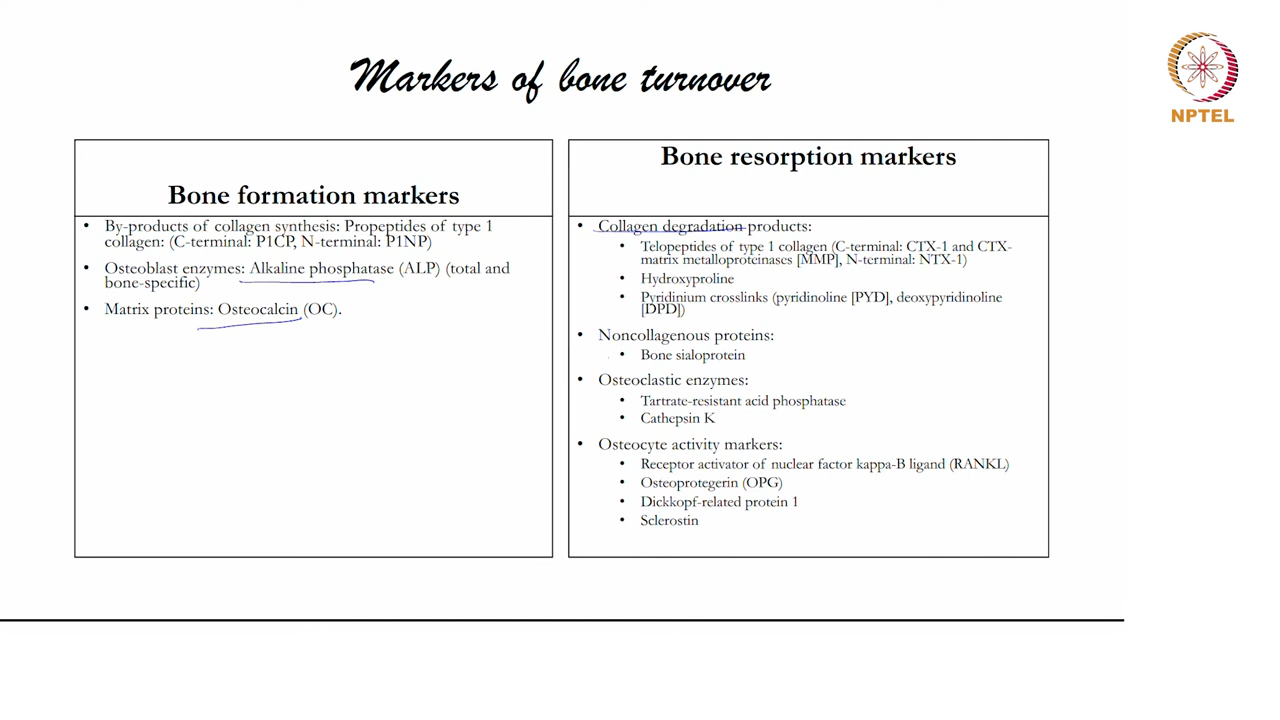 Markers of bone turnover
NPTEL
Bone formation markers
• By-products of collagen synthesis: Propeptides of type 1
collagen: (C-terminal: P1CP, N-terminal: P1NP)
• Osteoblast enzymes: Alkaline phosphatase (ALP) (total and
bone-specific)
• Matrix proteins: Osteocalcin (OC).
Bone resorption markers
• Collagen degradation products:
• Telopeptides of type 1 collagen (C-terminal: CTX-1 and CTX-
matrix metalloproteinases [MMP], N-terminal: NTX-1)
• Hydroxyproline
• Pyridinium crosslinks (pyridinoline [PYD], deoxypyridinoline
[DPD])
• Noncollagenous proteins:
• Bone sialoprotein
• Osteoclastic enzymes:
• Tartrate-resistant acid phosphatase
• Cathepsin K
• Osteocyte activity markers:
• Receptor activator of nuclear factor kappa-B ligand (RANKL)
• Osteoprotegerin (OPG)
• Dickkopf-related protein 1
• Sclerostin